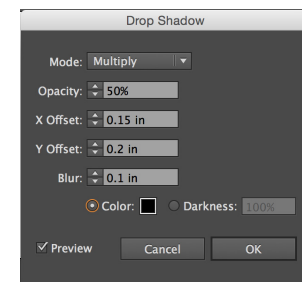 Drop Shadow
Mode: Multiply
Opacity: 50%
X Offset: 0.15 in
Y Offset: 0.2 in
Blur: 0.1 in
Color: Darkness: 100%
Preview Cancel OK